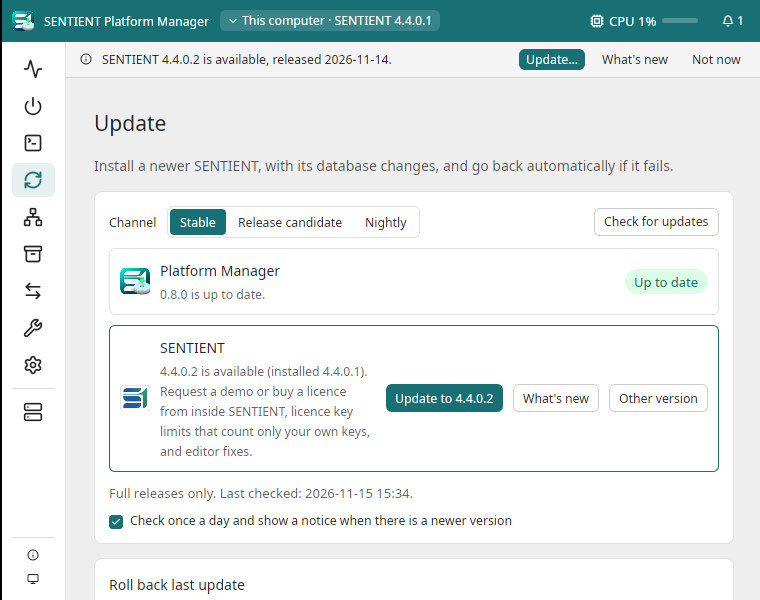 SENTIENT Platform Manager
This computer · SENTIENT 4.4.0.1
CPU 1%
1
SENTIENT 4.4.0.2 is available, released 2026-11-14.
Update...
What's new
Not now
Update
Install a newer SENTIENT, with its database changes, and go back automatically if it fails.
Channel
Stable
Release candidate
Nightly
Check for updates
Platform Manager
0.8.0 is up to date.
Up to date
SENTIENT
4.4.0.2 is available (installed 4.4.0.1).
Request a demo or buy a licence
from inside SENTIENT, licence key
limits that count only your own keys,
and editor fixes.
Update to 4.4.0.2
What's new
Other version
Full releases only. Last checked: 2026-11-15 15:34.
Check once a day and show a notice when there is a newer version
Roll back last update